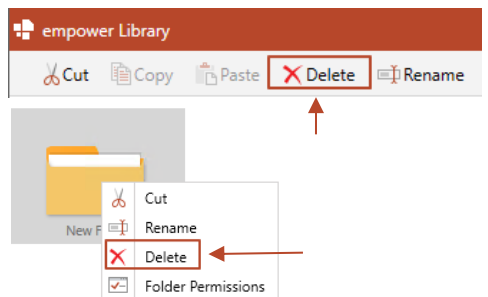 empower Library
Cut Copy Paste Delete Rename
New F
Cut
Rename
Delete
Folder Permissions